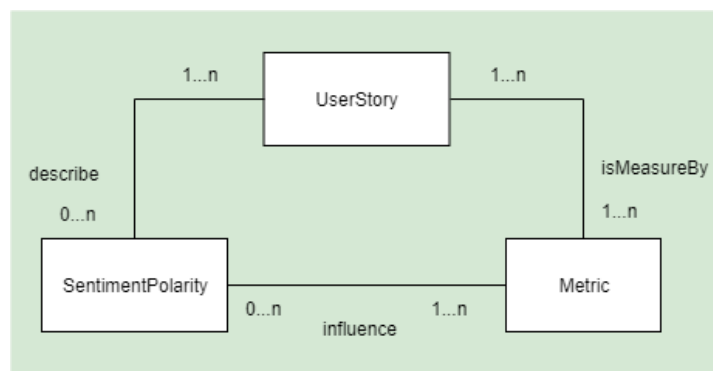 1...n
1...n
UserStory
describe
isMeasureBy
0...n
1...n
SentimentPolarity
Metric
0...n
1...n
influence